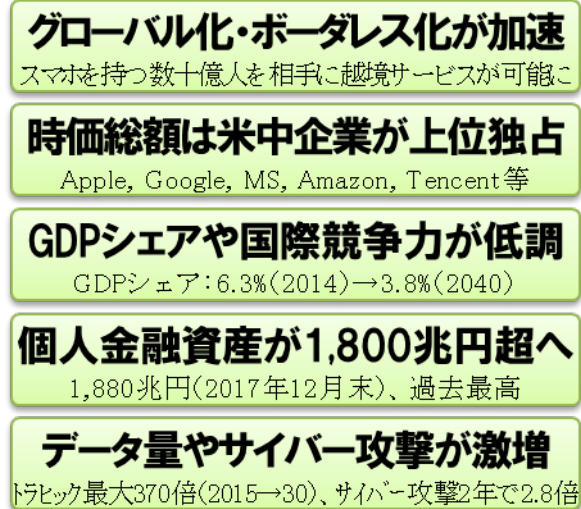 グローバル化・ボーダレス化が加速
スマホを持つ数十億人を相手に越境サービスが可能に
時価総額は米中企業が上位独占
Apple, Google, MS, Amazon, Tencent等
GDPシェアや国際競争力が低調
GDPシェア：6.3%(2014)→3.8%(2040)
個人金融資産が1,800兆円超へ
1,880兆円(2017年12月末)、過去最高
データ量やサイバー攻撃が激増
トラヒック最大370倍(2015→30)、サイバー攻撃2年で2.8倍